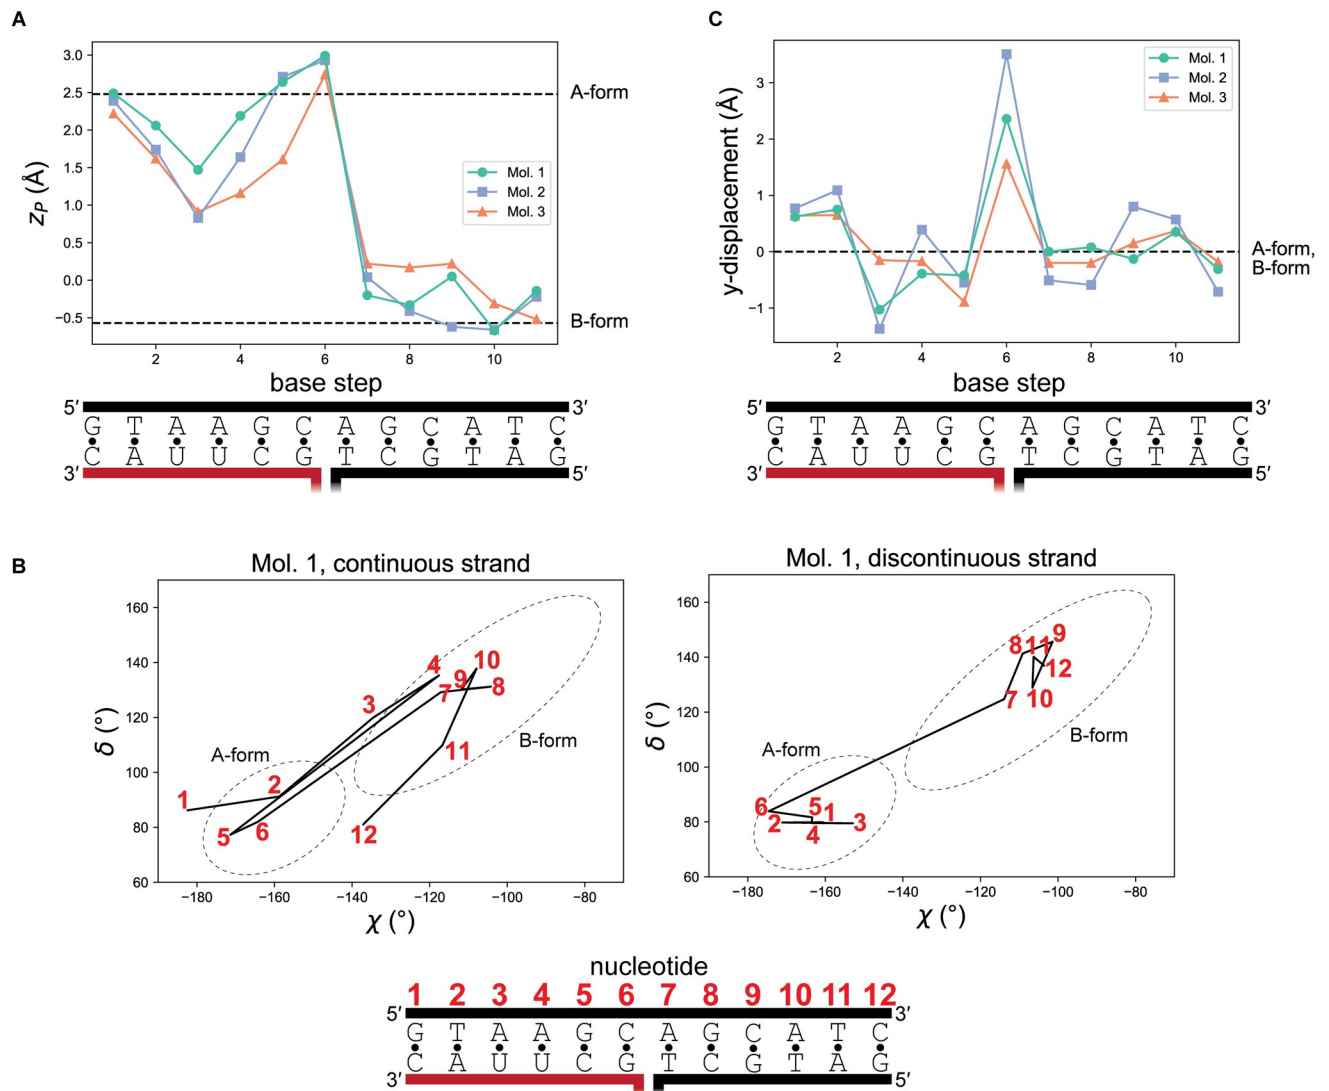 A
3.0
2.5
2.0
1.5
1.0
0.5
0.0
−0.5
zP (Å)
A-form
B-form
Mol. 1
Mol. 2
Mol. 3
2 4 6 8 10
base step
5′ 3′
G T A A G C A G C A T C
C A U U C G T C G T A G
3′ 5′
C
3
2
1
0
−1
y-displacement (Å)
Mol. 1
Mol. 2
Mol. 3
A-form,
B-form
2 4 6 8 10
base step
5′ 3′
G T A A G C A G C A T C
C A U U C G T C G T A G
3′ 5′
B
Mol. 1, continuous strand
160
140
120
100
80
60
δ (°)
A-form
B-form
1 2 3 4 5 6 7 8 9 10 11 12
−180 −160 −140 −120 −100 −80
χ (°)
Mol. 1, discontinuous strand
160
140
120
100
80
60
δ (°)
A-form
B-form
6 2 5 1 4 3 7 8 11 9 12 10
−180 −160 −140 −120 −100 −80
χ (°)
nucleotide
1 2 3 4 5 6 7 8 9 10 11 12
5′ 3′
G T A A G C A G C A T C
C A U U C G T C G T A G
3′ 5′